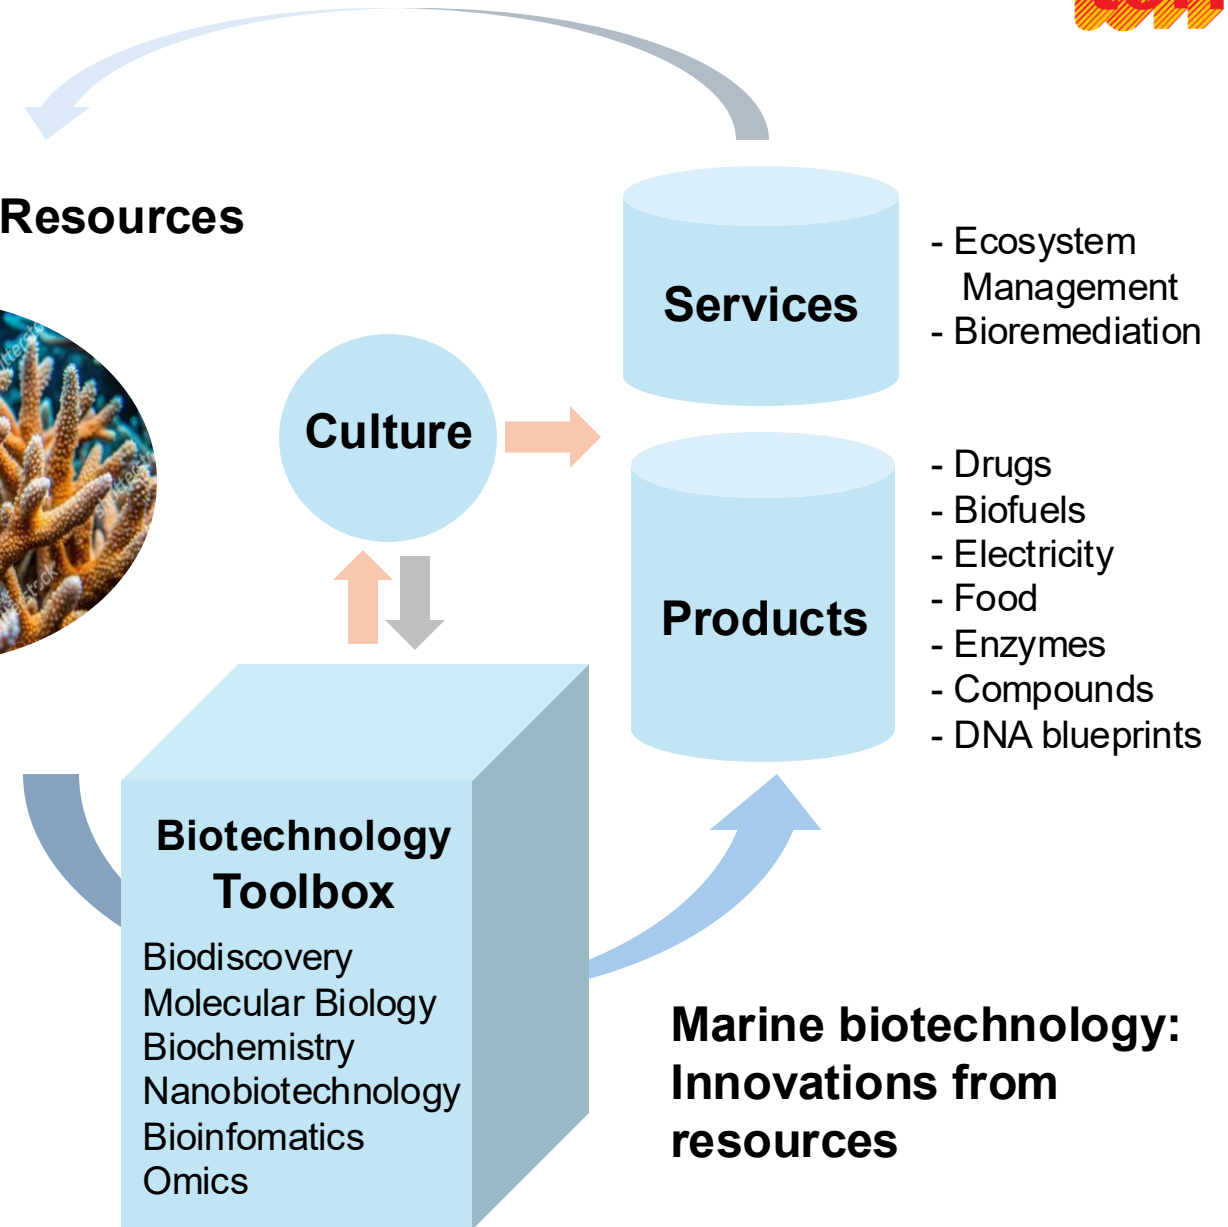 Resources
Services
- Ecosystem
Management
- Bioremediation
Culture
- Drugs
- Biofuels
- Electricity
- Food
- Enzymes
- Compounds
- DNA blueprints
Products
Biotechnology
Toolbox
Biodiscovery
Molecular Biology
Biochemistry
Nanobiotechnology
Bioinfomatics
Omics
Marine biotechnology:
Innovations from
resources